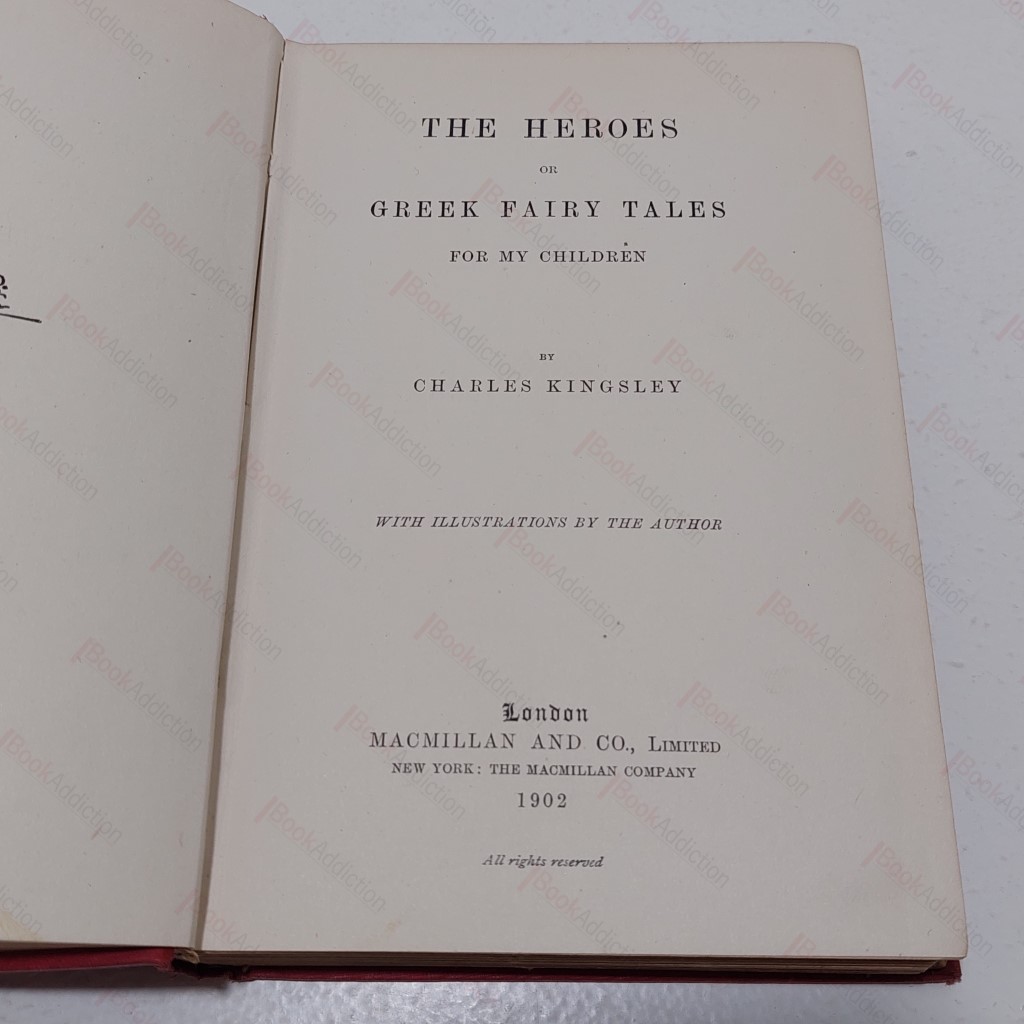 THE HEROES
OR
GREEK FAIRY TALES
FOR MY CHILDREN
BY
CHARLES KINGSLEY
WITH ILLUSTRATIONS BY THE AUTHOR
London
MACMILLAN AND CO., LIMITED
NEW YORK: THE MACMILLAN COMPANY
1902
All rights reserved
BookAddiction